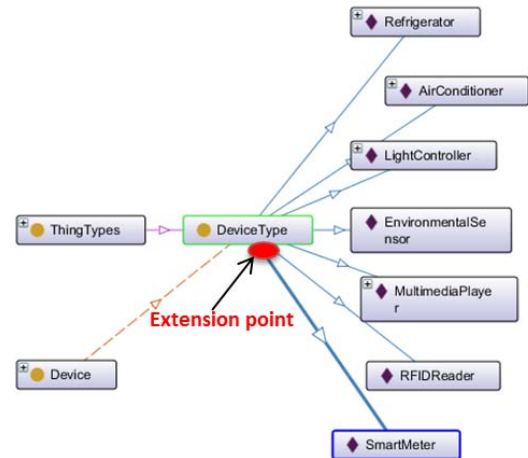 Refrigerator
AirConditioner
LightController
ThingTypes
DeviceType
EnvironmentalSe
nsor
MultimediaPlaye
r
Extension point
Device
RFIDReader
SmartMeter